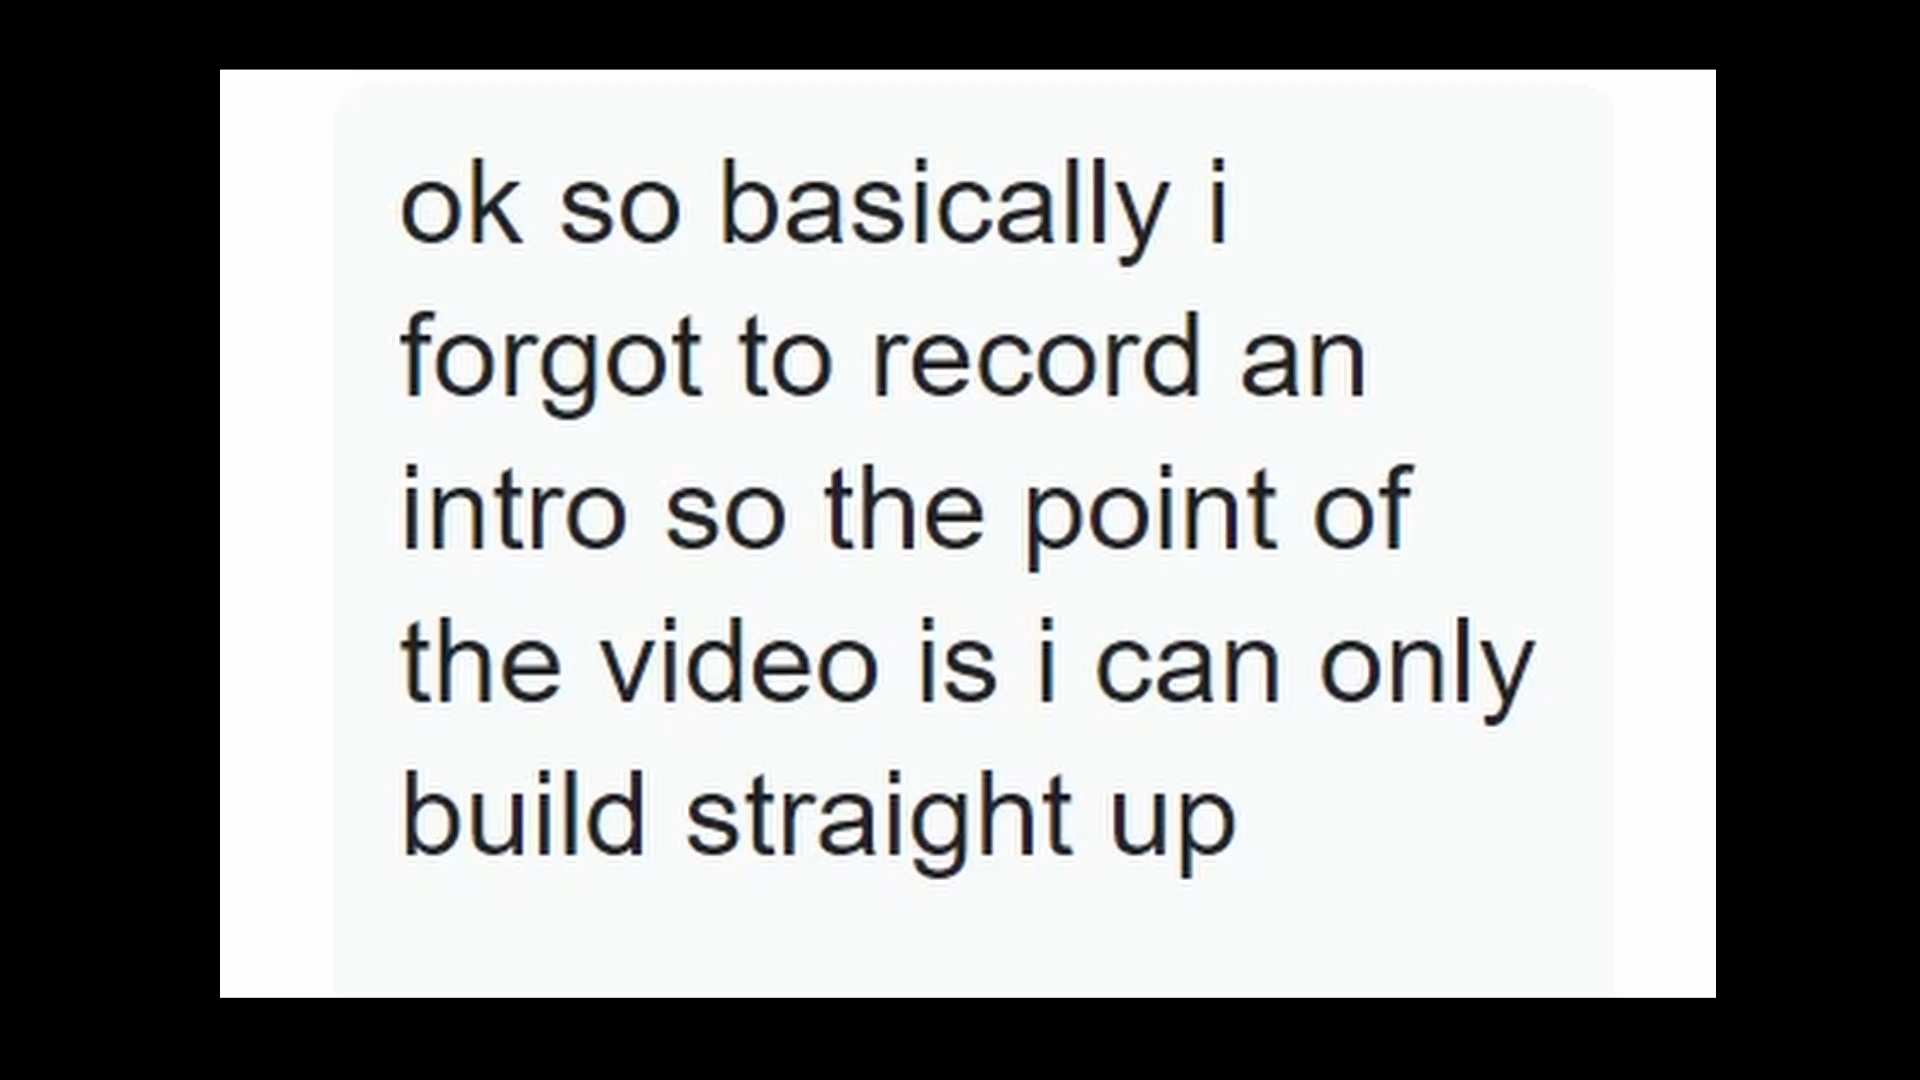 ok so basically i
forgot to record an
intro so the point of
the video is i can only
build straight up